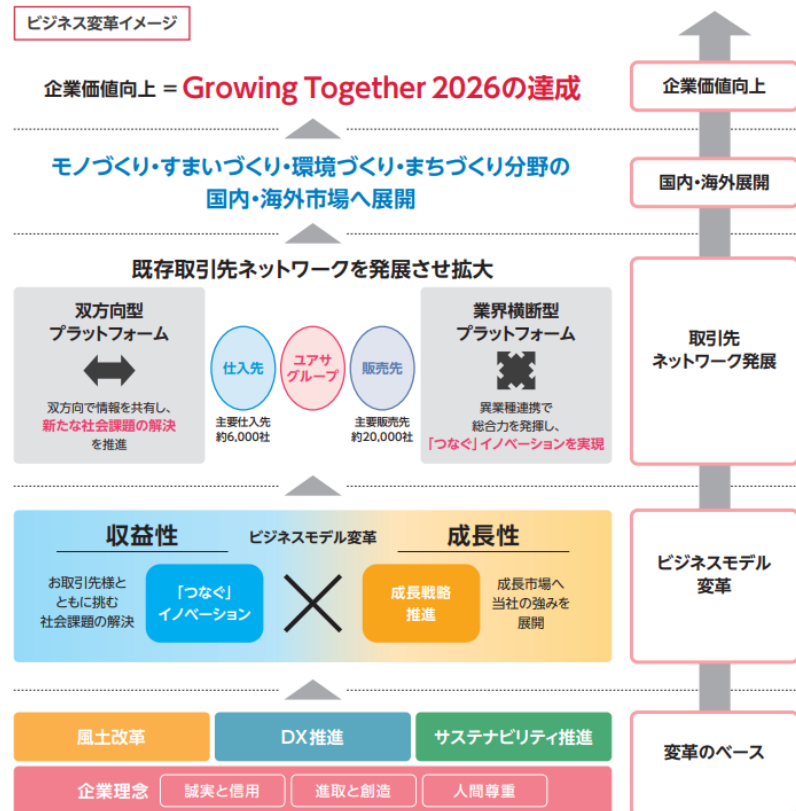 ビジネス変革イメージ
企業価値向上 = Growing Together 2026の達成
企業価値向上
モノづくり・すまいづくり・環境づくり・まちづくり分野の
国内・海外市場へ展開
国内・海外展開
既存取引先ネットワークを発展させ拡大
双方向型
プラットフォーム
双方向で情報を共有し、
新たな社会課題の解決
を推進
仕入先
主要仕入先
約6,000社
ユアサ
グループ
販売先
主要販売先
約20,000社
業界横断型
プラットフォーム
異業種連携で
総合力を発揮し、
「つなぐ」イノベーションを実現
取引先
ネットワーク発展
収益性
ビジネスモデル変革
成長性
お取引先様と
ともに挑む
社会課題の解決
「つなぐ」
イノベーション
成長戦略
推進
成長市場へ
当社の強みを
展開
ビジネスモデル
変革
風土改革
DX推進
サステナビリティ推進
企業理念
誠実と信用
進取と創造
人間尊重
変革のベース